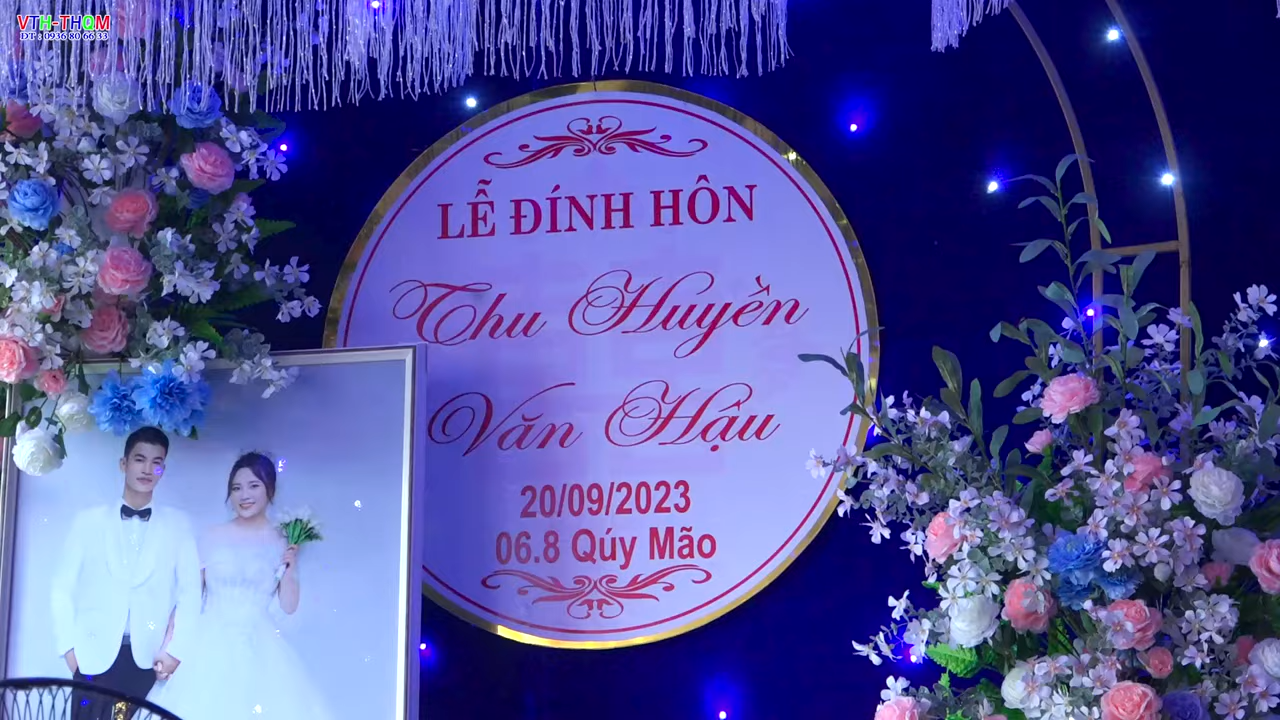 VTH-THQM
ĐT : 0936 80 66 33
LỄ ĐÍNH HÔN
Thu Huyền
Văn Hậu
20/09/2023
06.8 Qúy Mão